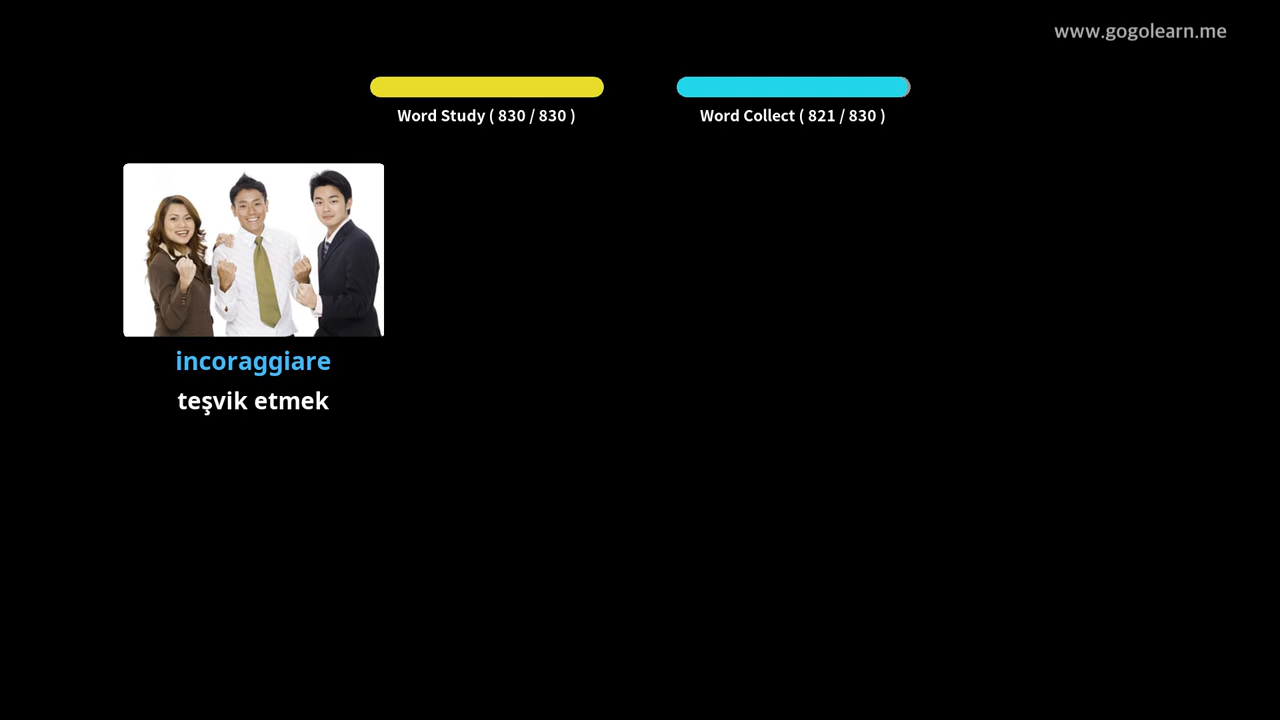 www.gogolearn.me
Word Study ( 830 / 830 )
Word Collect ( 821 / 830 )
incoraggiare
teşvik etmek